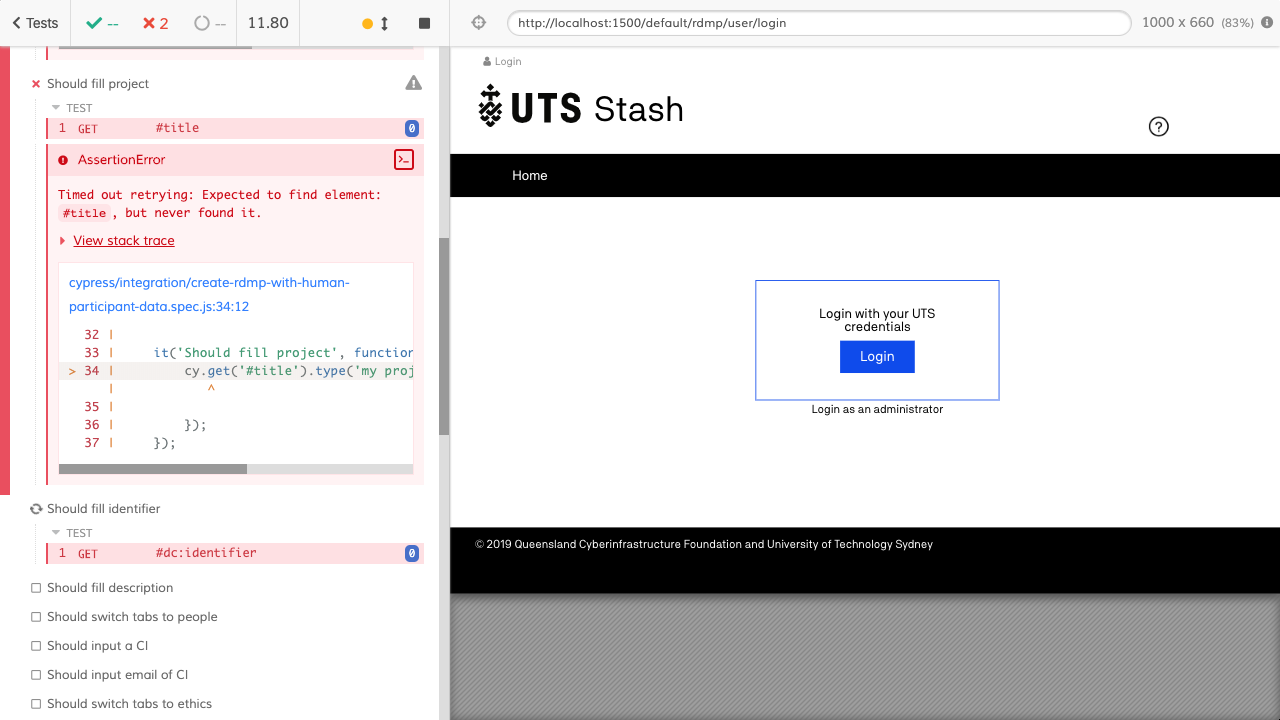 Tests
--
2
--
11.80
http://localhost:1500/default/rdmp/user/login
1000 x 660 (83%)
Should fill project
TEST
1 GET #title 0
AssertionError
Timed out retrying: Expected to find element:
#title, but never found it.
View stack trace
cypress/integration/create-rdmp-with-human-
participant-data.spec.js:34:12
32 |
33 | it('Should fill project', function
> 34 | cy.get('#title').type('my proj
| ^
35 |
36 | });
37 | });
Should fill identifier
TEST
1 GET #dc:identifier 0
Should fill description
Should switch tabs to people
Should input a CI
Should input email of CI
Should switch tabs to ethics
Login
UTS Stash
?
Home
Login with your UTS
credentials
Login
Login as an administrator
© 2019 Queensland Cyberinfrastructure Foundation and University of Technology Sydney